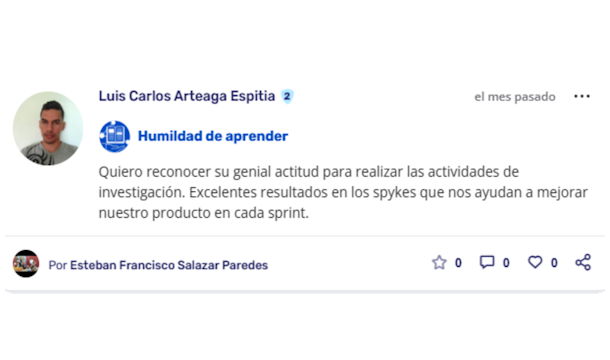 Luis Carlos Arteaga Espitia 2 el mes pasado
Humildad de aprender
Quiero reconocer su genial actitud para realizar las actividades de
investigación. Excelentes resultados en los spykes que nos ayudan a mejorar
nuestro producto en cada sprint.
Por Esteban Francisco Salazar Paredes 0 0 0